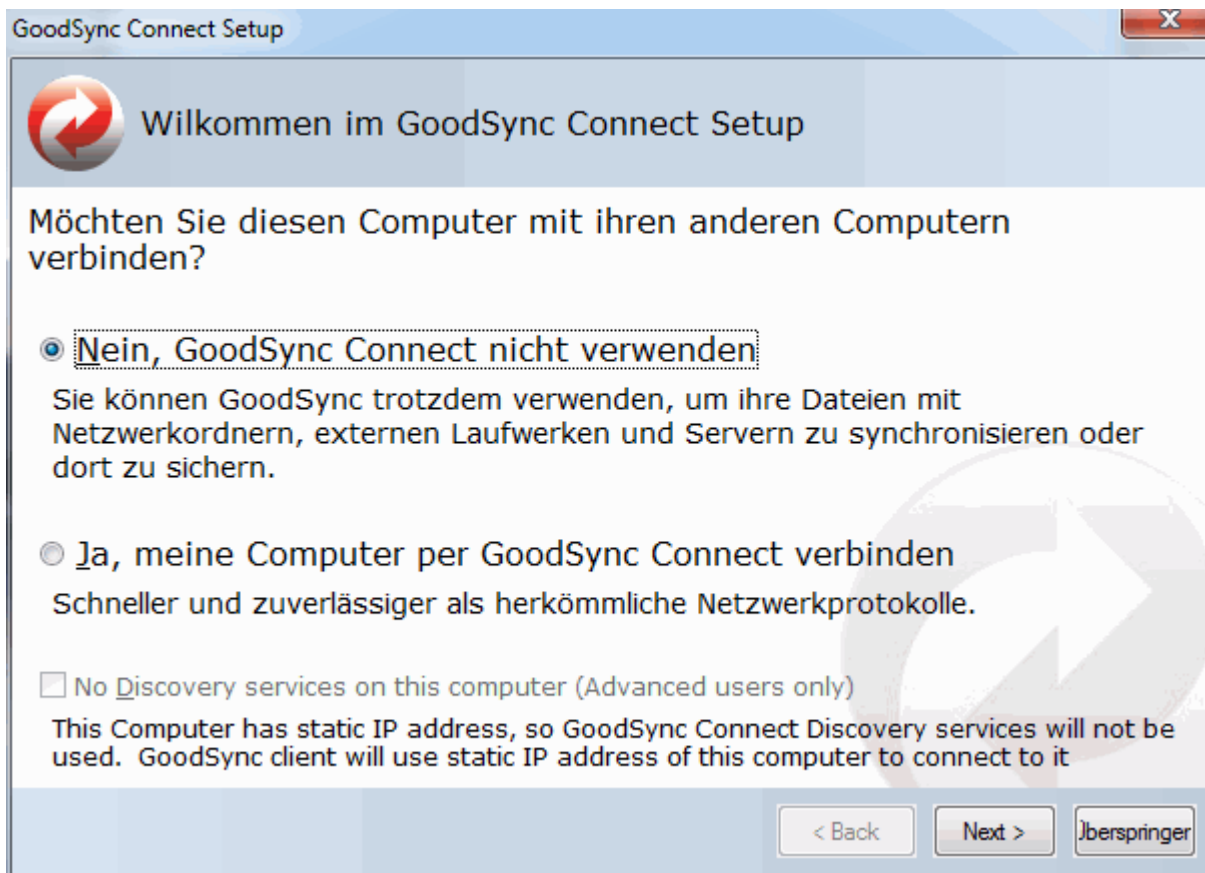 GoodSync Connect Setup
Wilkommen im GoodSync Connect Setup
Möchten Sie diesen Computer mit ihren anderen Computern
verbinden?
Nein, GoodSync Connect nicht verwenden
Sie können GoodSync trotzdem verwenden, um ihre Dateien mit
Netzwerkordnern, externen Laufwerken und Servern zu synchronisieren oder
dort zu sichern.
Ja, meine Computer per GoodSync Connect verbinden
Schneller und zuverlässiger als herkömmliche Netzwerkprotokolle.
No Discovery services on this computer (Advanced users only)
This Computer has static IP address, so GoodSync Connect Discovery services will not be
used.  GoodSync client will use static IP address of this computer to connect to it
< Back Next >